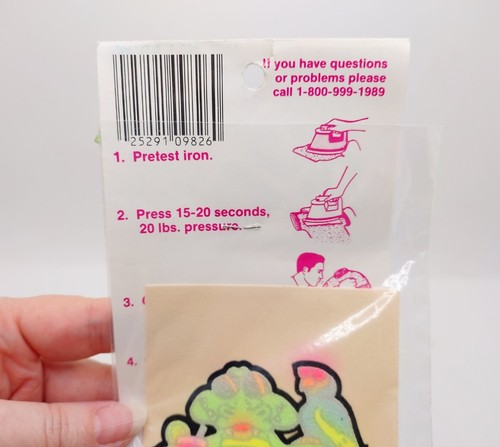 If you have questions
or problems please
call 1-800-999-1989
25291 09826
1. Pretest iron.
2. Press 15-20 seconds,
20 lbs. pressure.
3.
4.